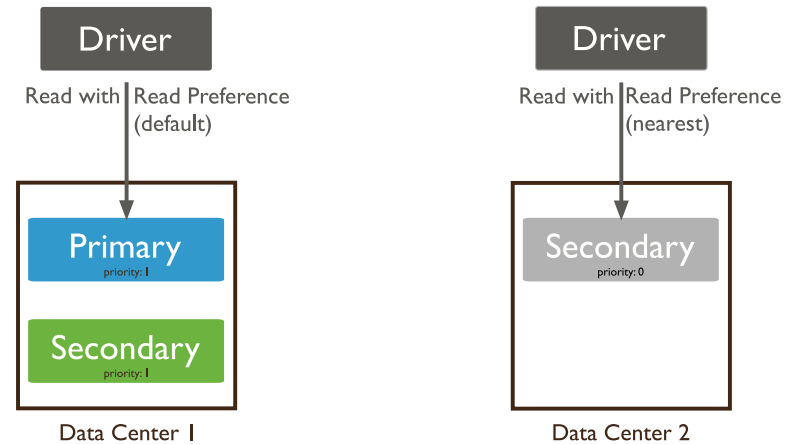 Driver
Read with Read Preference
(default)
Primary
priority: 1
Secondary
priority: 1
Data Center 1
Driver
Read with Read Preference
(nearest)
Secondary
priority: 0
Data Center 2